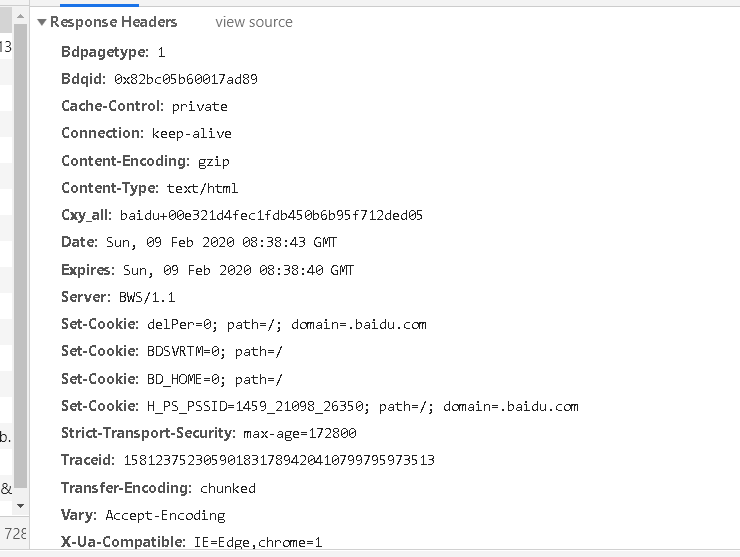 Response Headers view source
Bdpagetype: 1
Bdqid: 0x82bc05b60017ad89
Cache-Control: private
Connection: keep-alive
Content-Encoding: gzip
Content-Type: text/html
Cxy_all: baidu+00e321d4fec1fdb450b6b95f712ded05
Date: Sun, 09 Feb 2020 08:38:43 GMT
Expires: Sun, 09 Feb 2020 08:38:40 GMT
Server: BWS/1.1
Set-Cookie: delPer=0; path=/; domain=.baidu.com
Set-Cookie: BDSVRTM=0; path=/
Set-Cookie: BD_HOME=0; path=/
Set-Cookie: H_PS_PSSID=1459_21098_26350; path=/; domain=.baidu.com
Strict-Transport-Security: max-age=172800
Traceid: 1581237523059018317894204107997959735​13
Transfer-Encoding: chunked
Vary: Accept-Encoding
X-Ua-Compatible: IE=Edge,chrome=1
13
b.
&
728